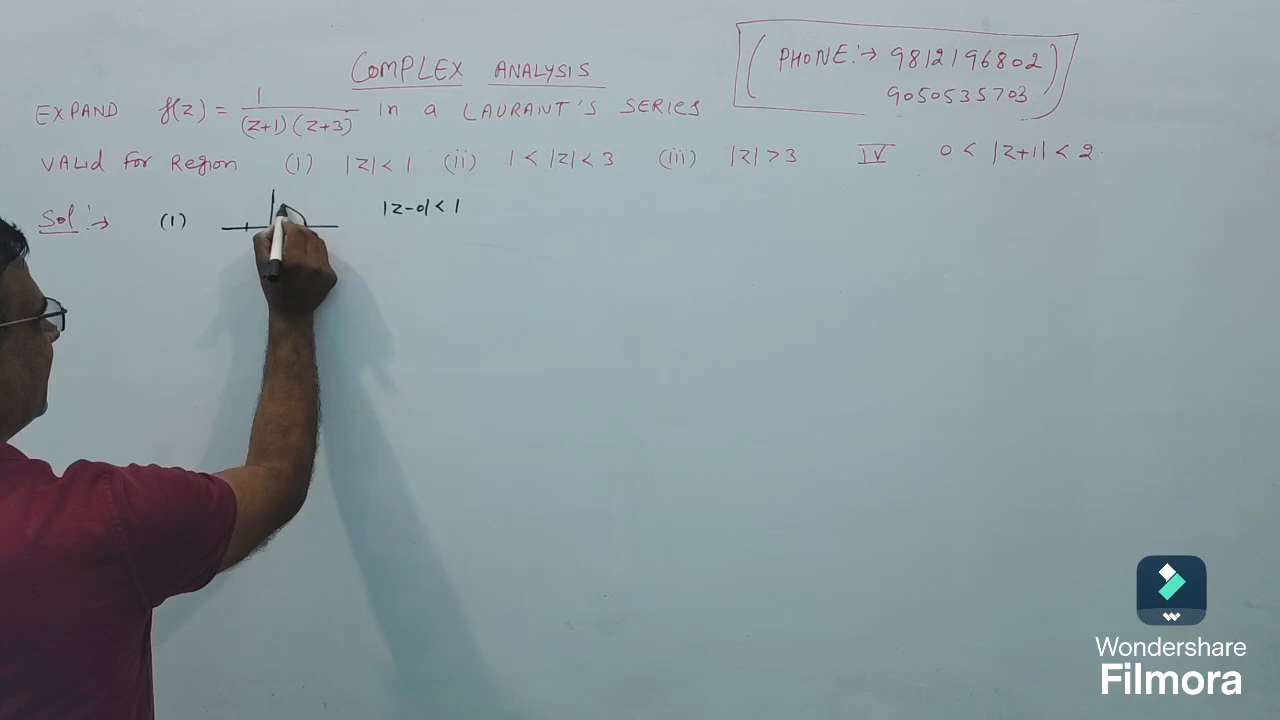 COMPLEX ANALYSIS
(PHONE:→ 9812196802
9050535703)
EXPAND f(z) = 1/((z+1)(z+3)) in a LAURANT'S SERIES
VALid for Region (i) |z| < 1 (ii) 1 < |z| < 3 (iii) |z| > 3 IV 0 < |z+1| < 2
Sol:→ (1) |z-0| < 1
Wondershare
Filmora